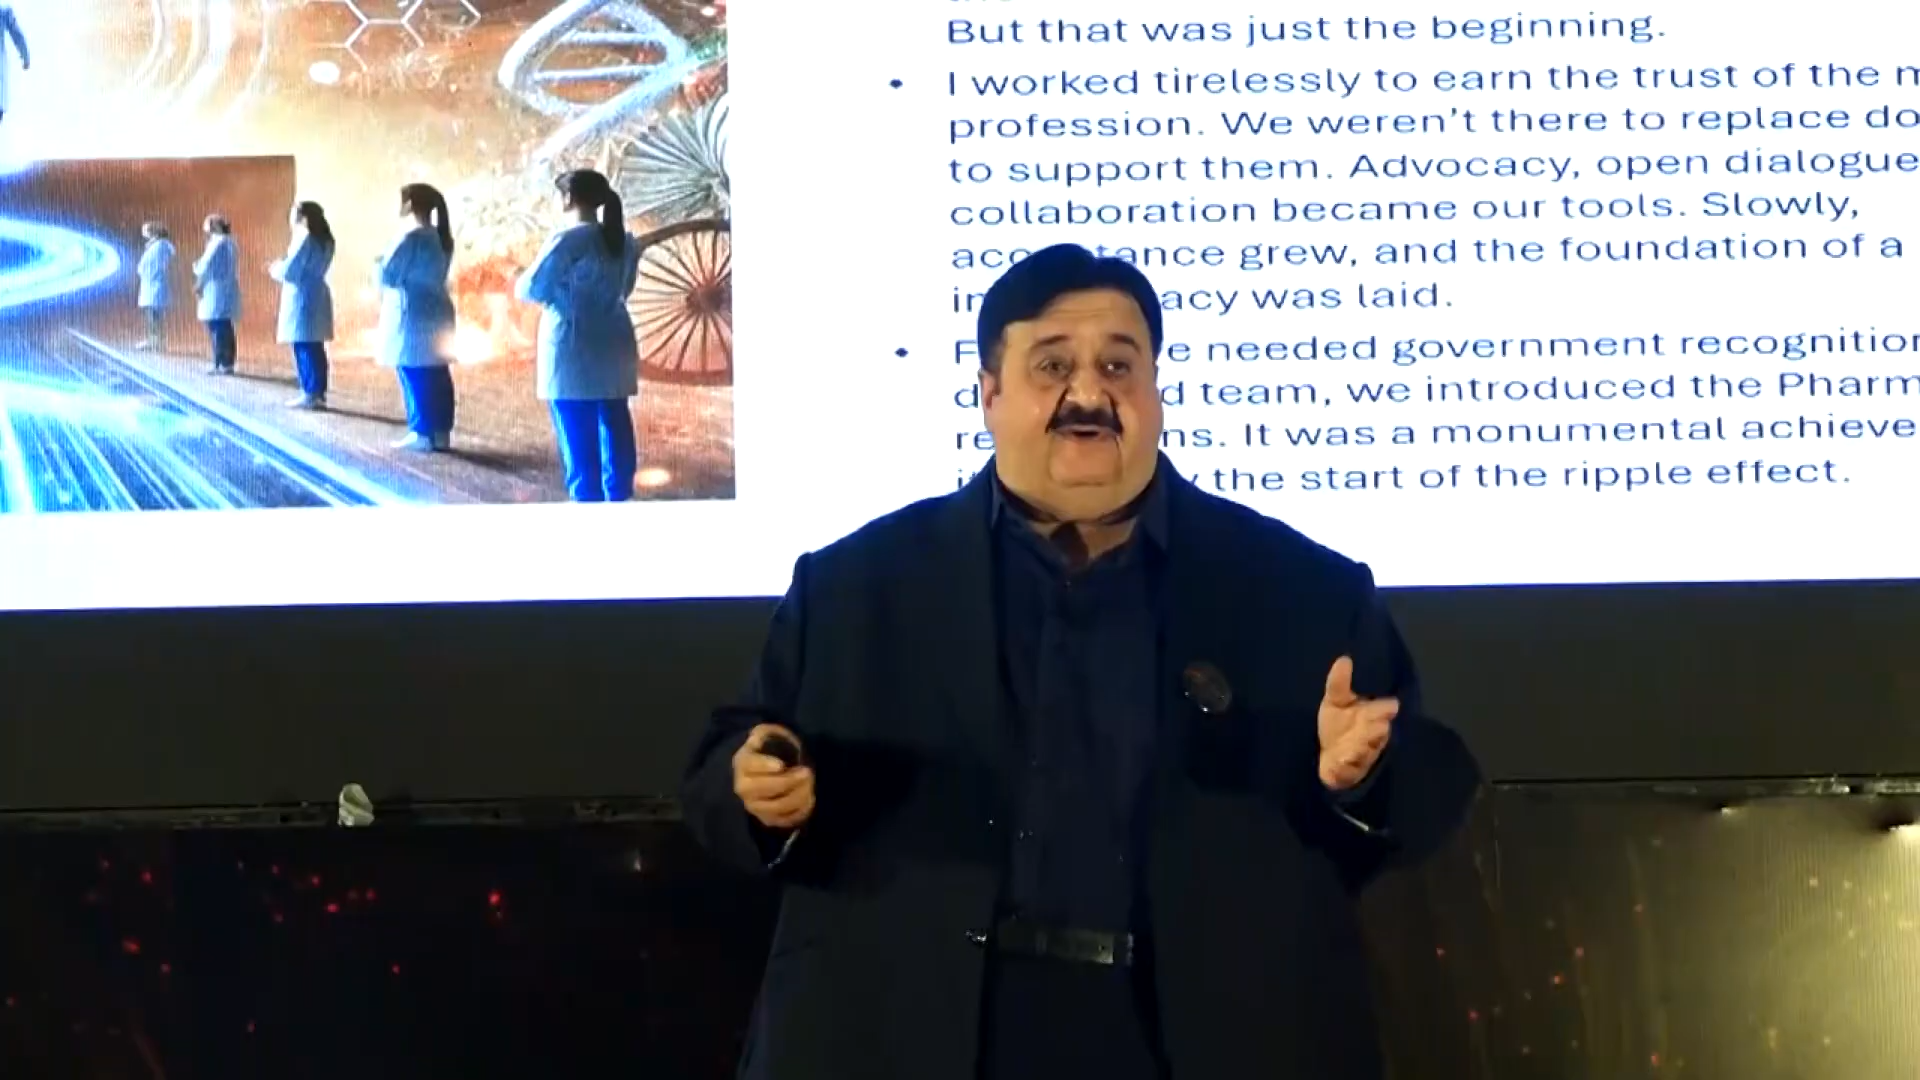 But that was just the beginning.
• I worked tirelessly to earn the trust of the
profession. We weren't there to replace
to support them. Advocacy, open dialogue
collaboration became our tools. Slowly,
grew, and the foundation of a
was laid.
• needed government recognition
team, we introduced the
It was a monumental
the start of the ripple effect.